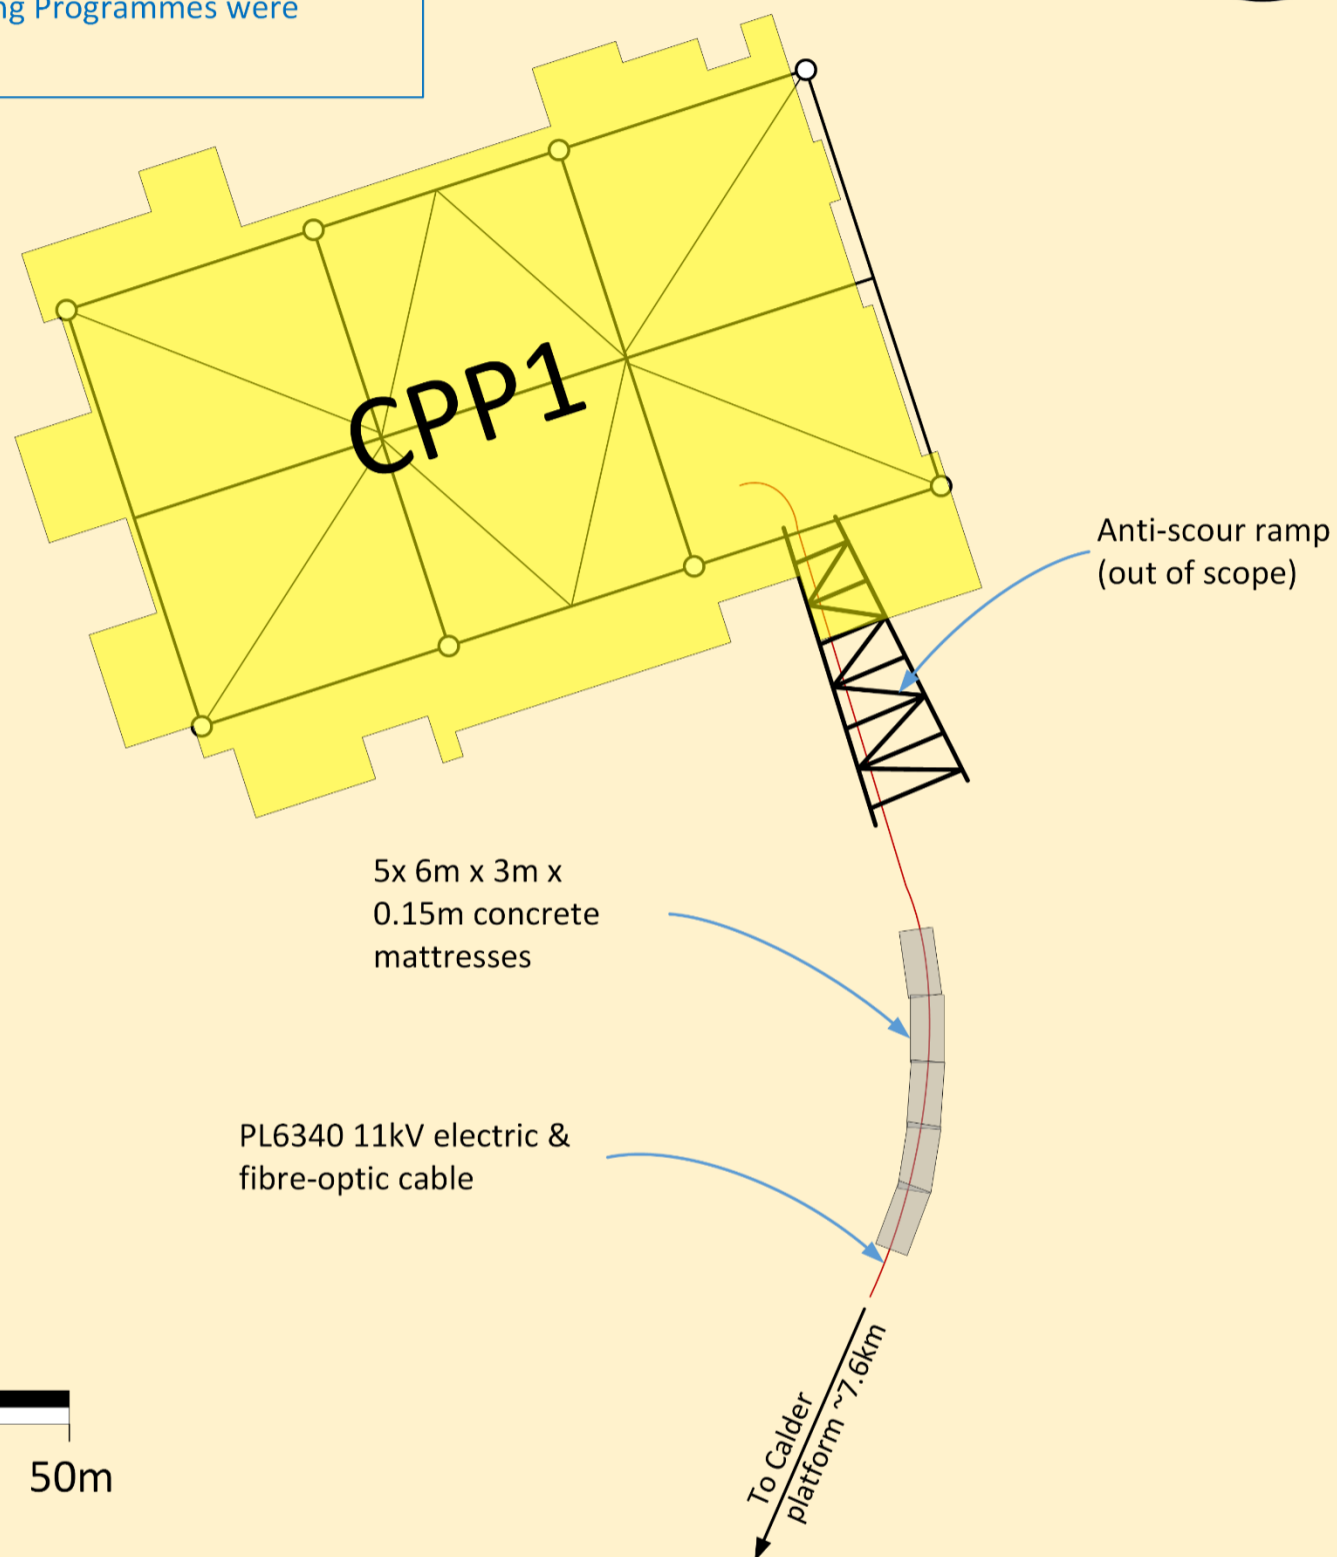 ng Programmes were
CPP1
Anti-scour ramp
(out of scope)
5x 6m x 3m x
0.15m concrete
mattresses
PL6340 11kV electric &
fibre-optic cable
To Calder
platform ~7.6km
50m